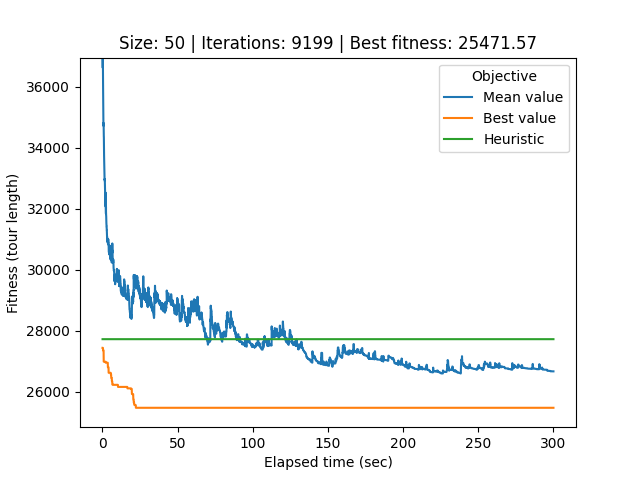 Size: 50 | Iterations: 9199 | Best fitness: 25471.57
Objective
Mean value
Best value
Heuristic
Fitness (tour length)
36000
34000
32000
30000
28000
26000
0 50 100 150 200 250 300
Elapsed time (sec)